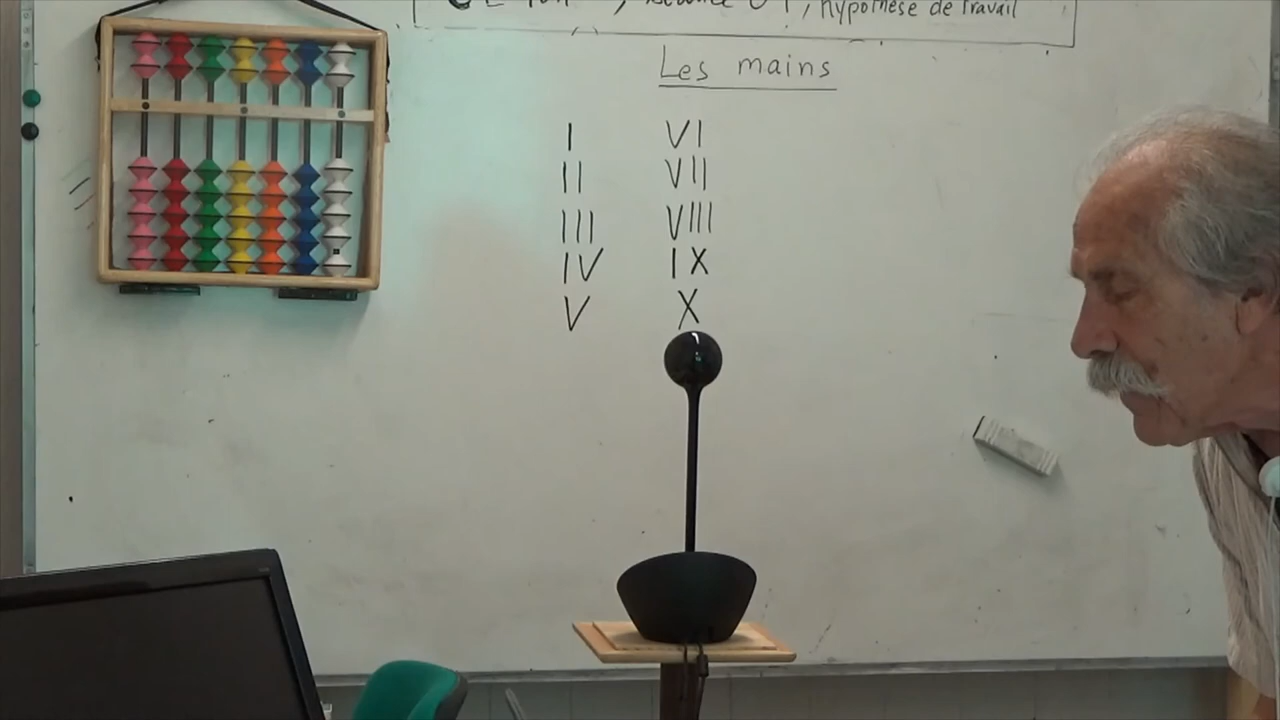 hypothèse de travail
Les mains
I VI
II VII
III VIII
IV IX
V X